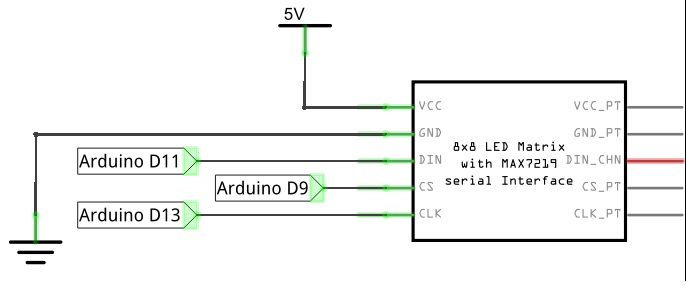 5V
VCC VCC_PT
GND GND_PT
8x8 LED Matrix
Arduino D11 DIN with MAX7219 DIN_CHN
serial Interface
Arduino D9 CS CS_PT
Arduino D13 CLK CLK_PT